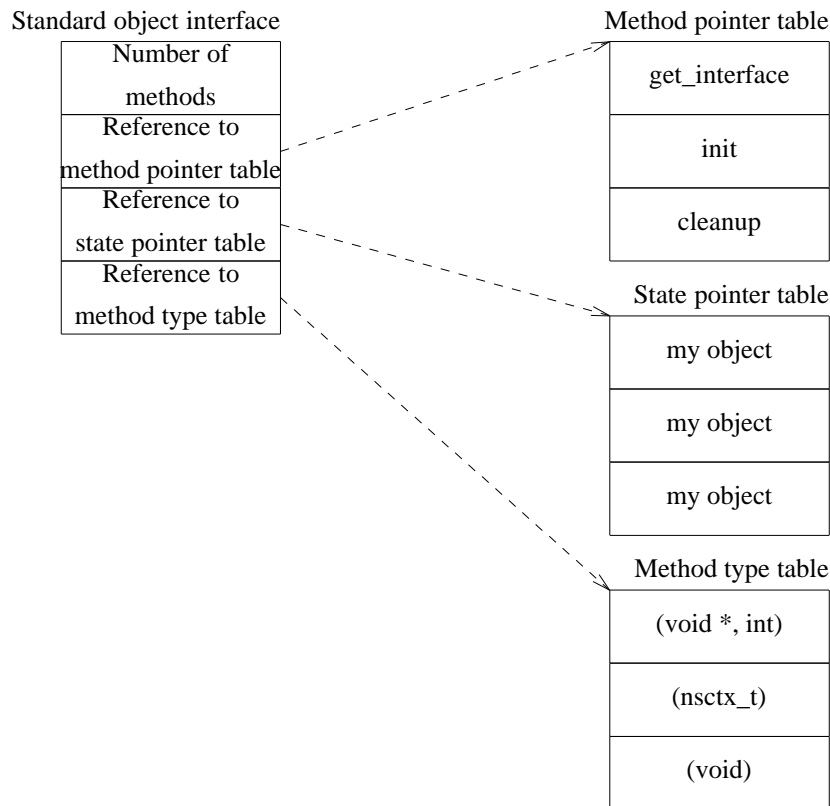 Standard object interface
Number of
methods
Reference to
method pointer table
Reference to
state pointer table
Reference to
method type table
Method pointer table
get_interface
init
cleanup
State pointer table
my object
my object
my object
Method type table
(void *, int)
(nsctx_t)
(void)